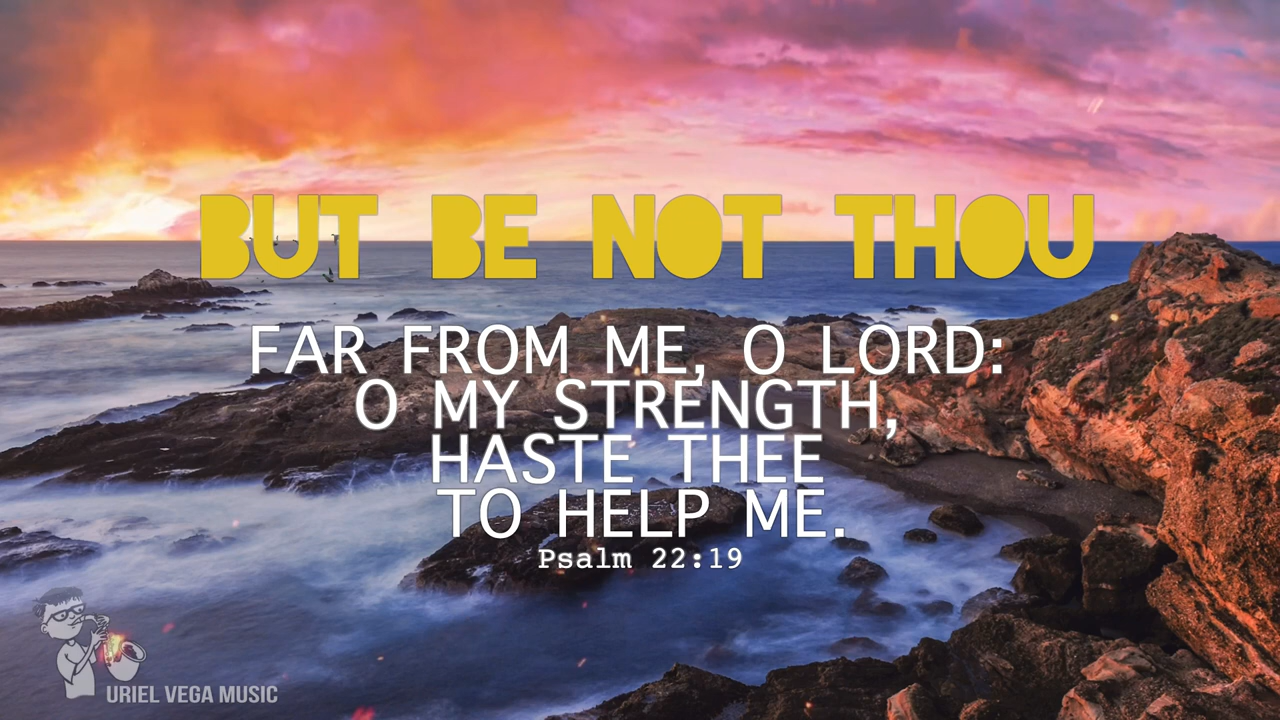 BUT BE NOT THOU
FAR FROM ME, O LORD:
O MY STRENGTH,
HASTE THEE
TO HELP ME.
Psalm 22:19
URIEL VEGA MUSIC